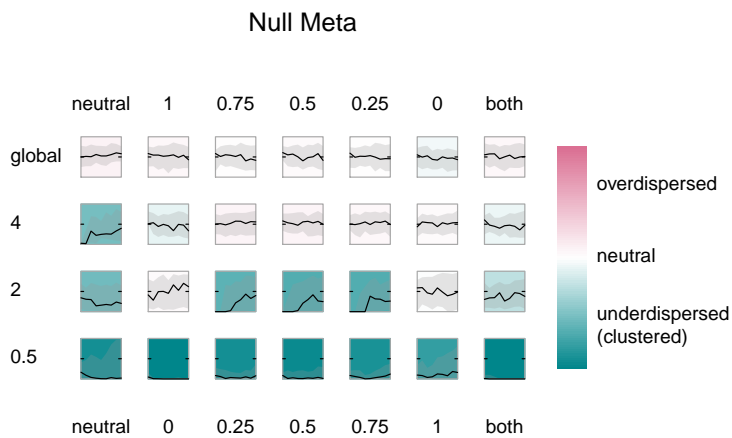 Null Meta
neutral 1 0.75 0.5 0.25 0 both
global
4
2
0.5
overdispersed
neutral
underdispersed
(clustered)
neutral 0 0.25 0.5 0.75 1 both